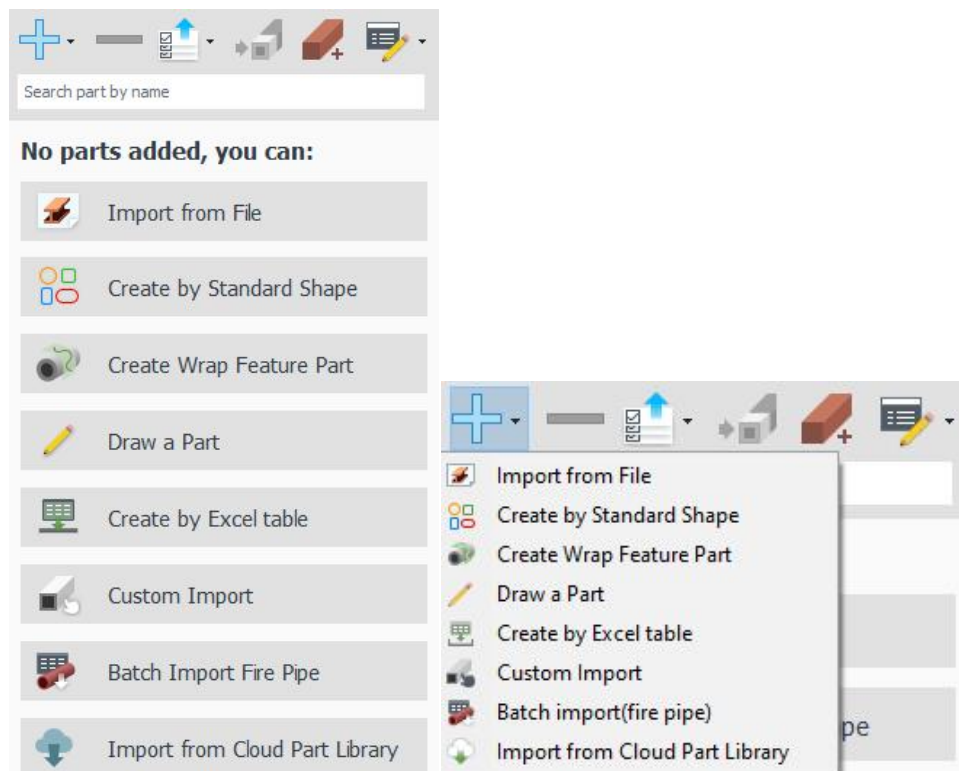 Search part by name
No parts added, you can:
Import from File
Create by Standard Shape
Create Wrap Feature Part
Draw a Part
Create by Excel table
Custom Import
Batch Import Fire Pipe
Import from Cloud Part Library
Import from File
Create by Standard Shape
Create Wrap Feature Part
Draw a Part
Create by Excel table
Custom Import
Batch import(fire pipe)
Import from Cloud Part Library
pe